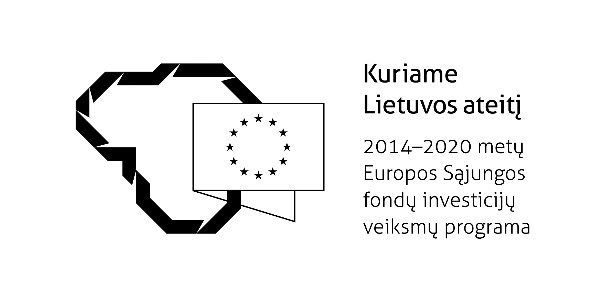 Kuriame
Lietuvos ateitį
2014–2020 metų
Europos Sąjungos
fondų investicijų
veiksmų programa